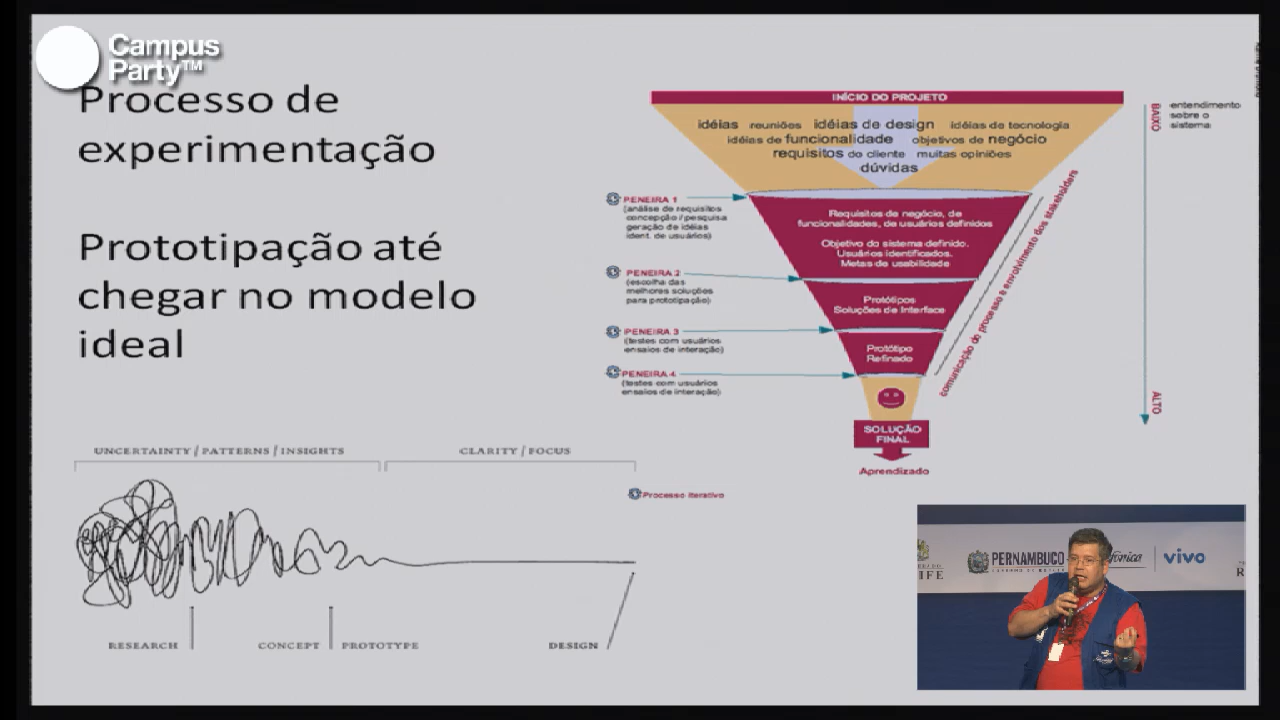 Campus
Party™
Processo de
experimentação
Prototipação até
chegar no modelo
ideal
INÍCIO DO PROJETO
idéias reuniões idéias de design idéias de tecnologia
idéias de funcionalidade objetivos de negócio
requisitos do cliente muitas opiniões
dúvidas
BAIXO
entendimento
sobre o
sistema
PENEIRA 1
(análise de requisitos
concepção / pesquisa
geração de idéias
ident. de usuários)
Requisitos de negócio, de
funcionalidades, de usuários definidos
Objetivo do sistema definido.
Usuários identificados.
Metas de usabilidade
comunicação do processo e envolvimento dos stakeholders
PENEIRA 2
(escolha das
melhores soluções
para prototipação)
Protótipos
Soluções de Interface
PENEIRA 3
(testes com usuários
ensaios de interação)
Protótipo
Refinado
PENEIRA 4
(testes com usuários
ensaios de interação)
ALTO
SOLUÇÃO
FINAL
Aprendizado
Processo Iterativo
UNCERTAINTY / PATTERNS / INSIGHTS
CLARITY / FOCUS
RESEARCH
CONCEPT
PROTOTYPE
DESIGN
PERNAMBUCO
fônica
vivo
IFE
R